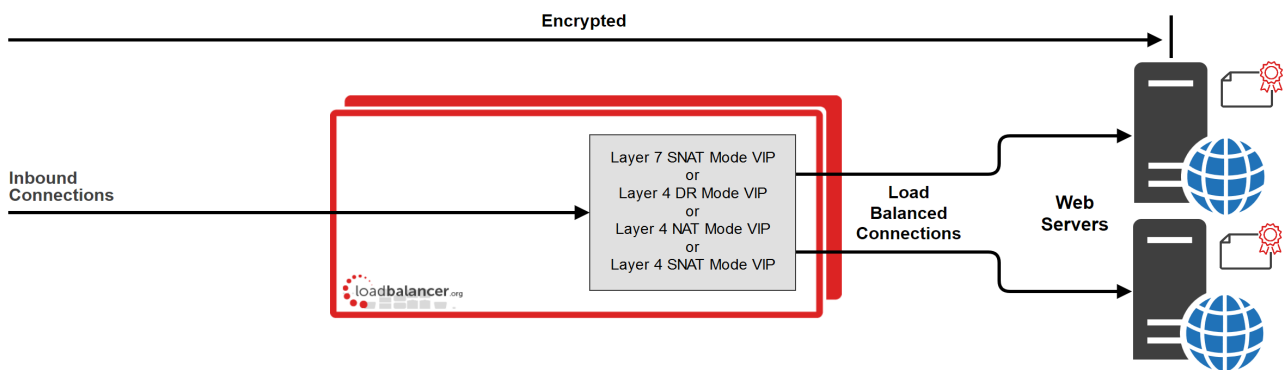 Encrypted
Inbound
Connections
Layer 7 SNAT Mode VIP
or
Layer 4 DR Mode VIP
or
Layer 4 NAT Mode VIP
or
Layer 4 SNAT Mode VIP
Load
Balanced
Connections
Web
Servers
loadbalancer.org